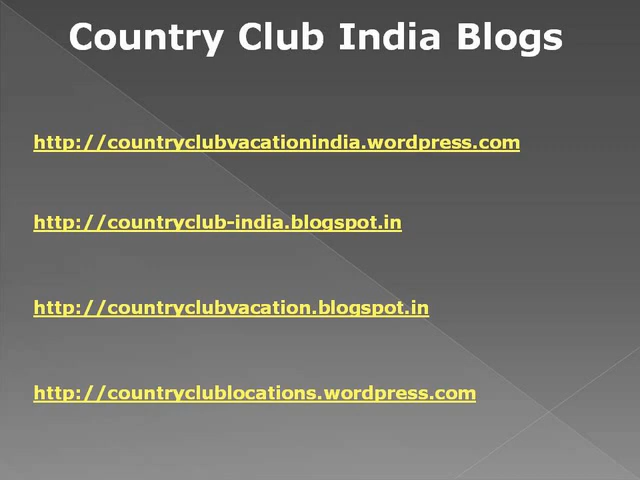 Country Club India Blogs
http://countryclubvacationindia.wordpress.com
http://countryclub-india.blogspot.in
http://countryclubvacation.blogspot.in
http://countryclublocations.wordpress.com